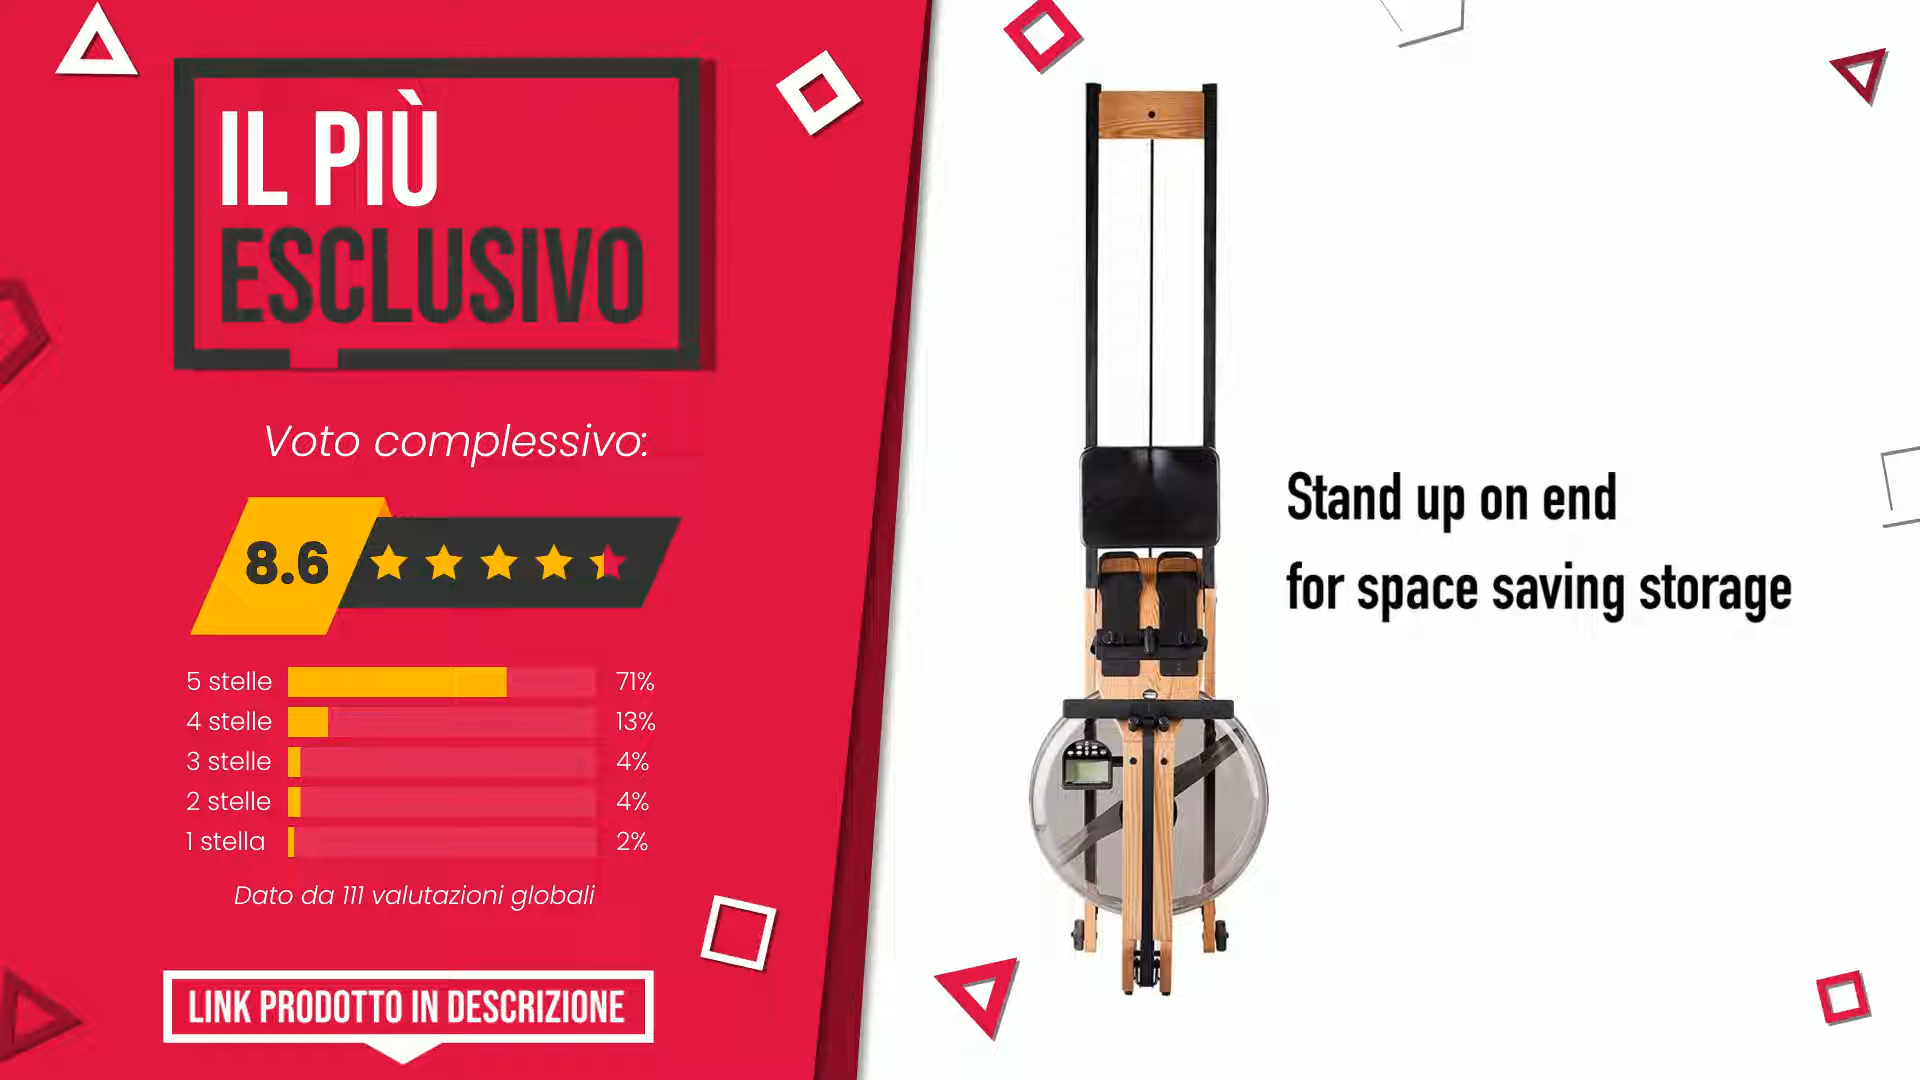 IL PIÙ
ESCLUSIVO
Voto complessivo:
8.6
5 stelle 71%
4 stelle 13%
3 stelle 4%
2 stelle 4%
1 stella 2%
Dato da 111 valutazioni globali
LINK PRODOTTO IN DESCRIZIONE
Stand up on end
for space saving storage